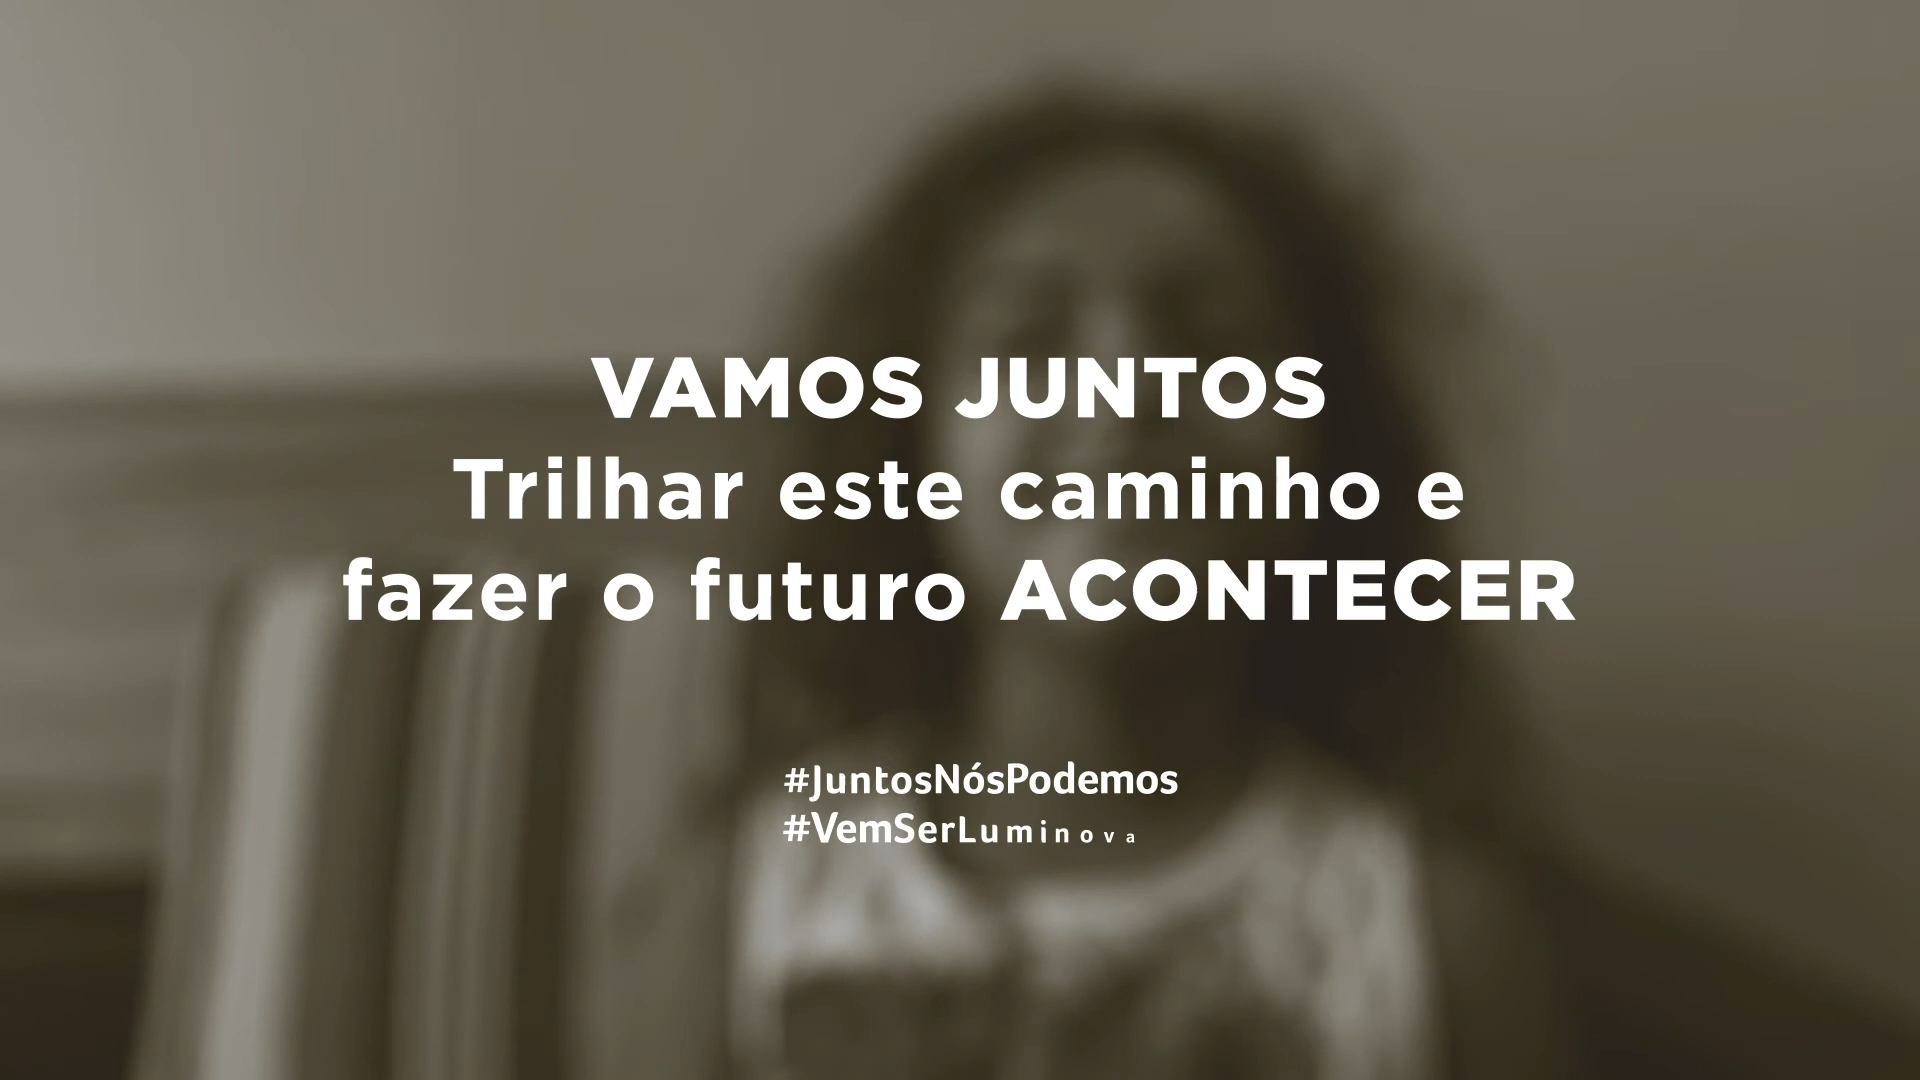 VAMOS JUNTOS
Trilhar este caminho e
fazer o futuro ACONTECER
#JuntosNósPodemos
#VemSerLuminova